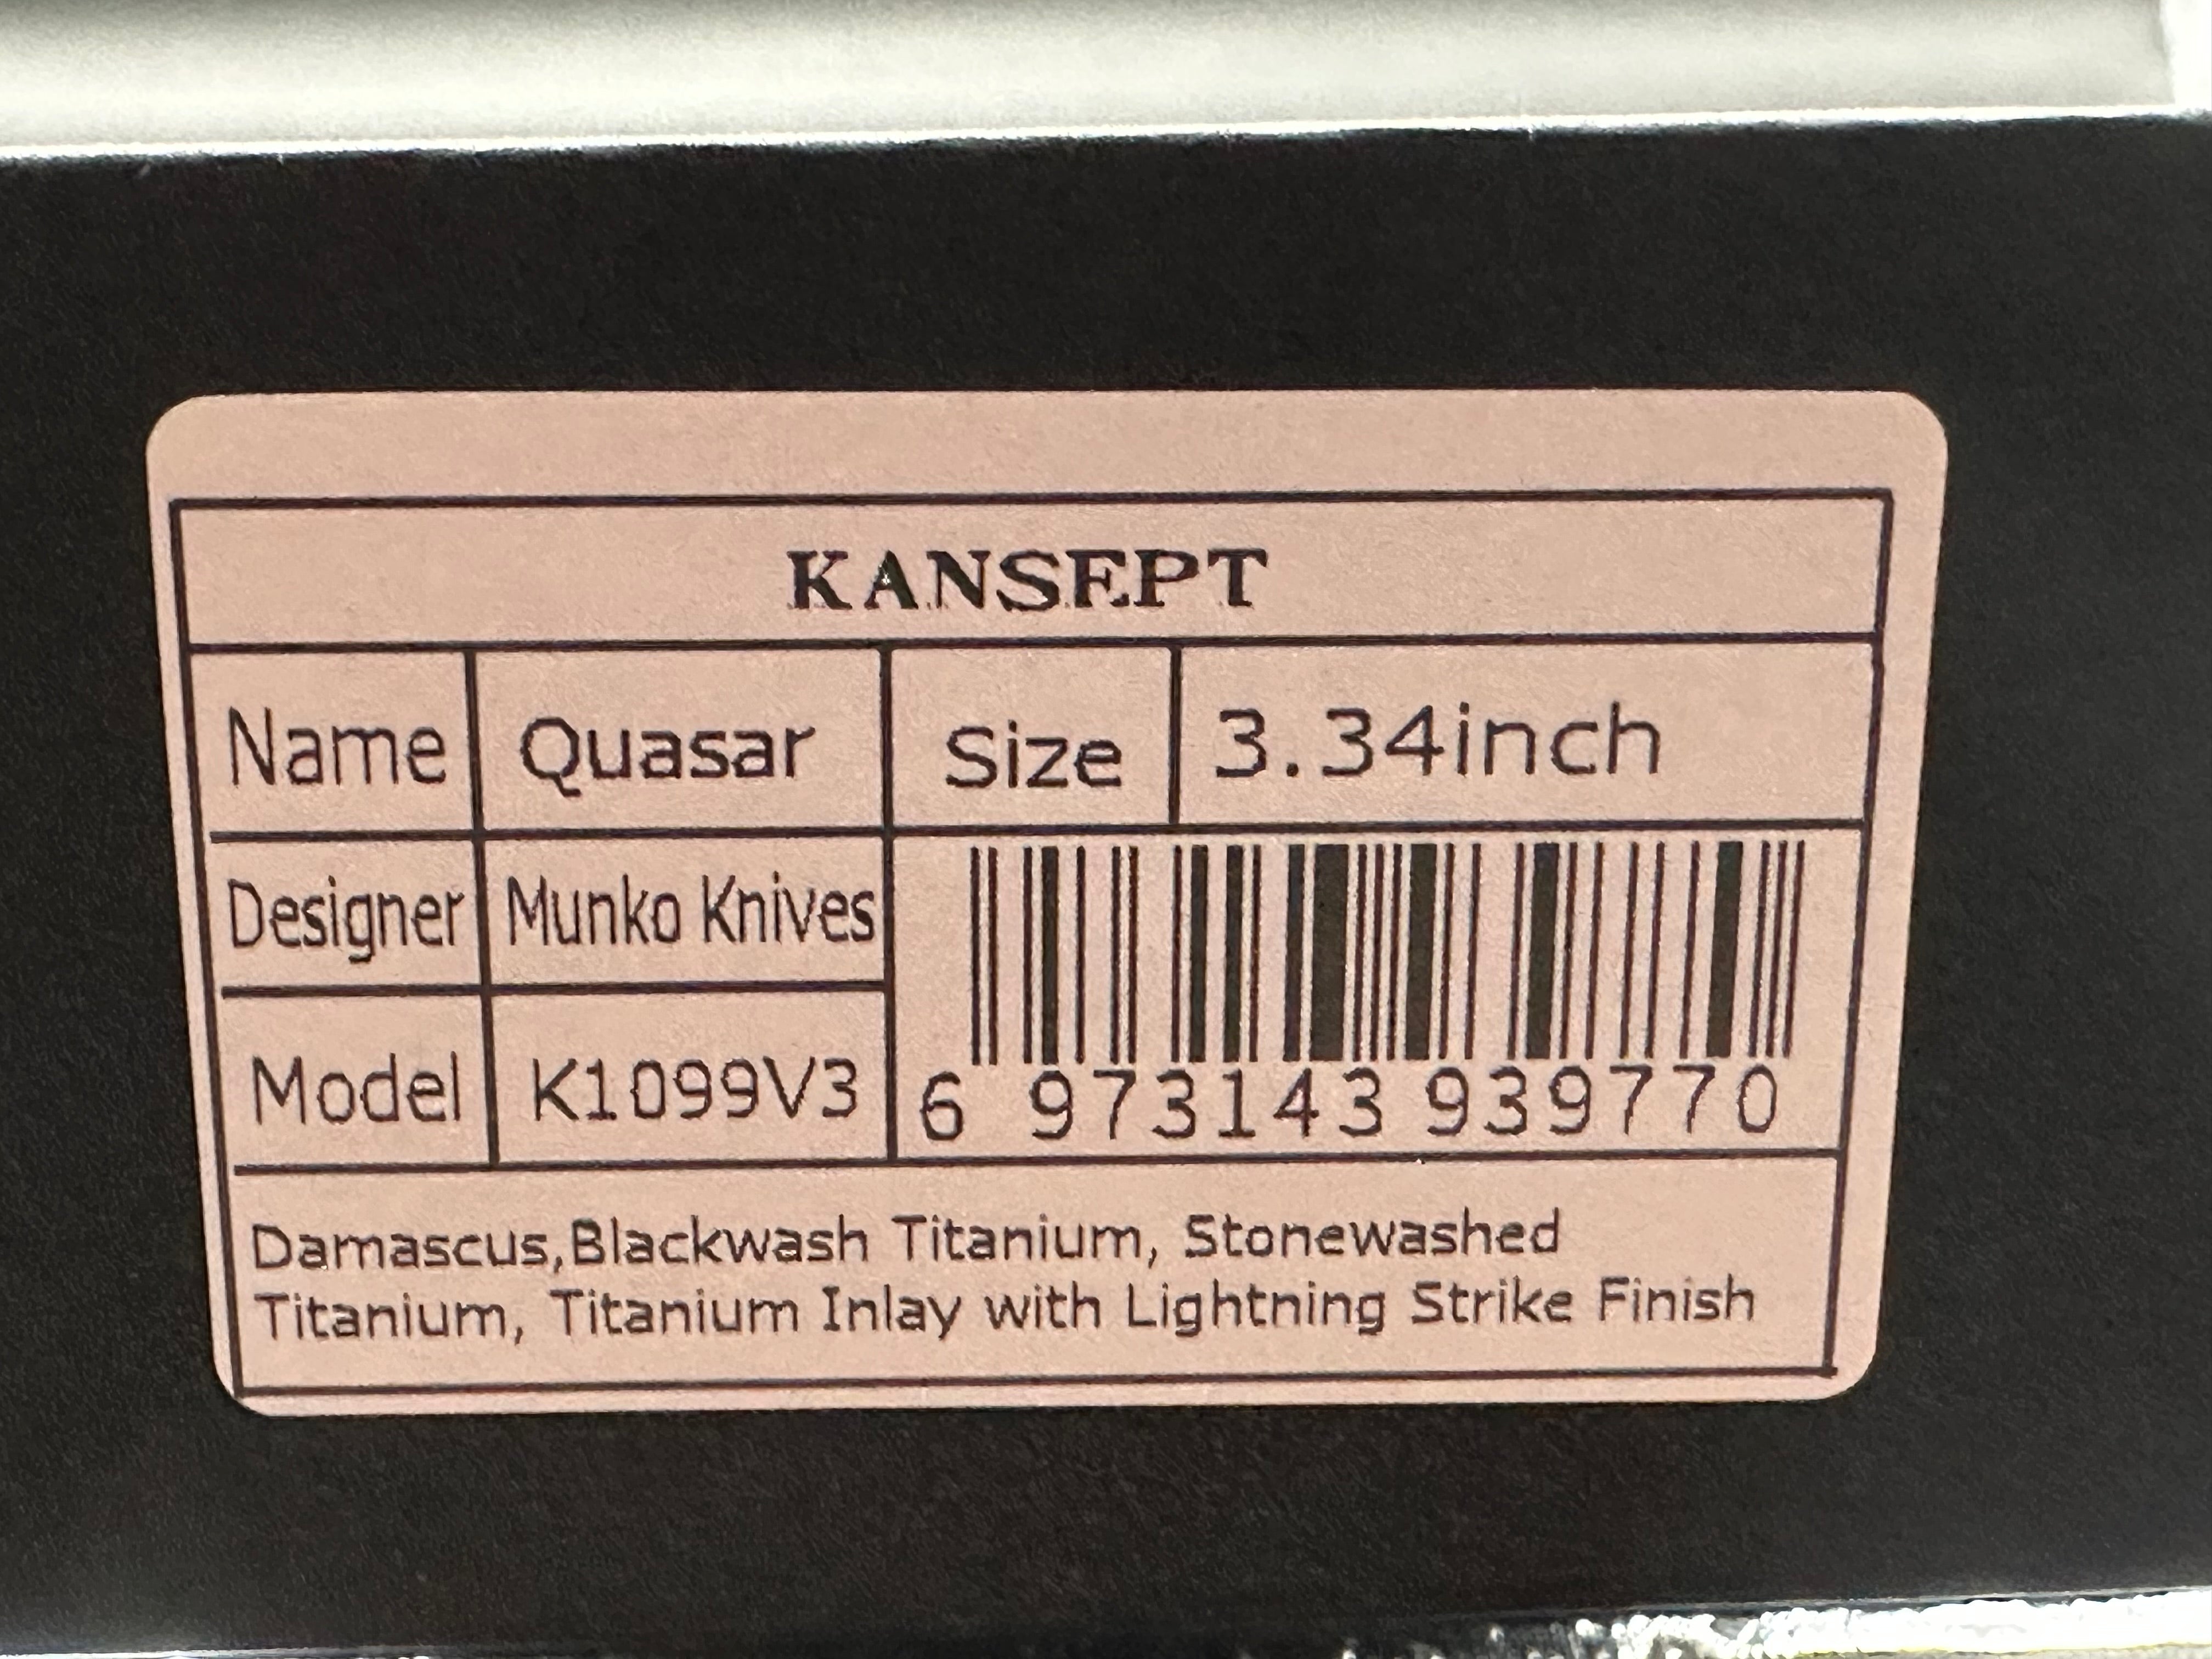 KANSEPT
Name Quasar Size 3.34inch
Designer Munko Knives
Model K1099V3 6 973143 939770
Damascus,Blackwash Titanium, Stonewashed
Titanium, Titanium Inlay with Lightning Strike Finish